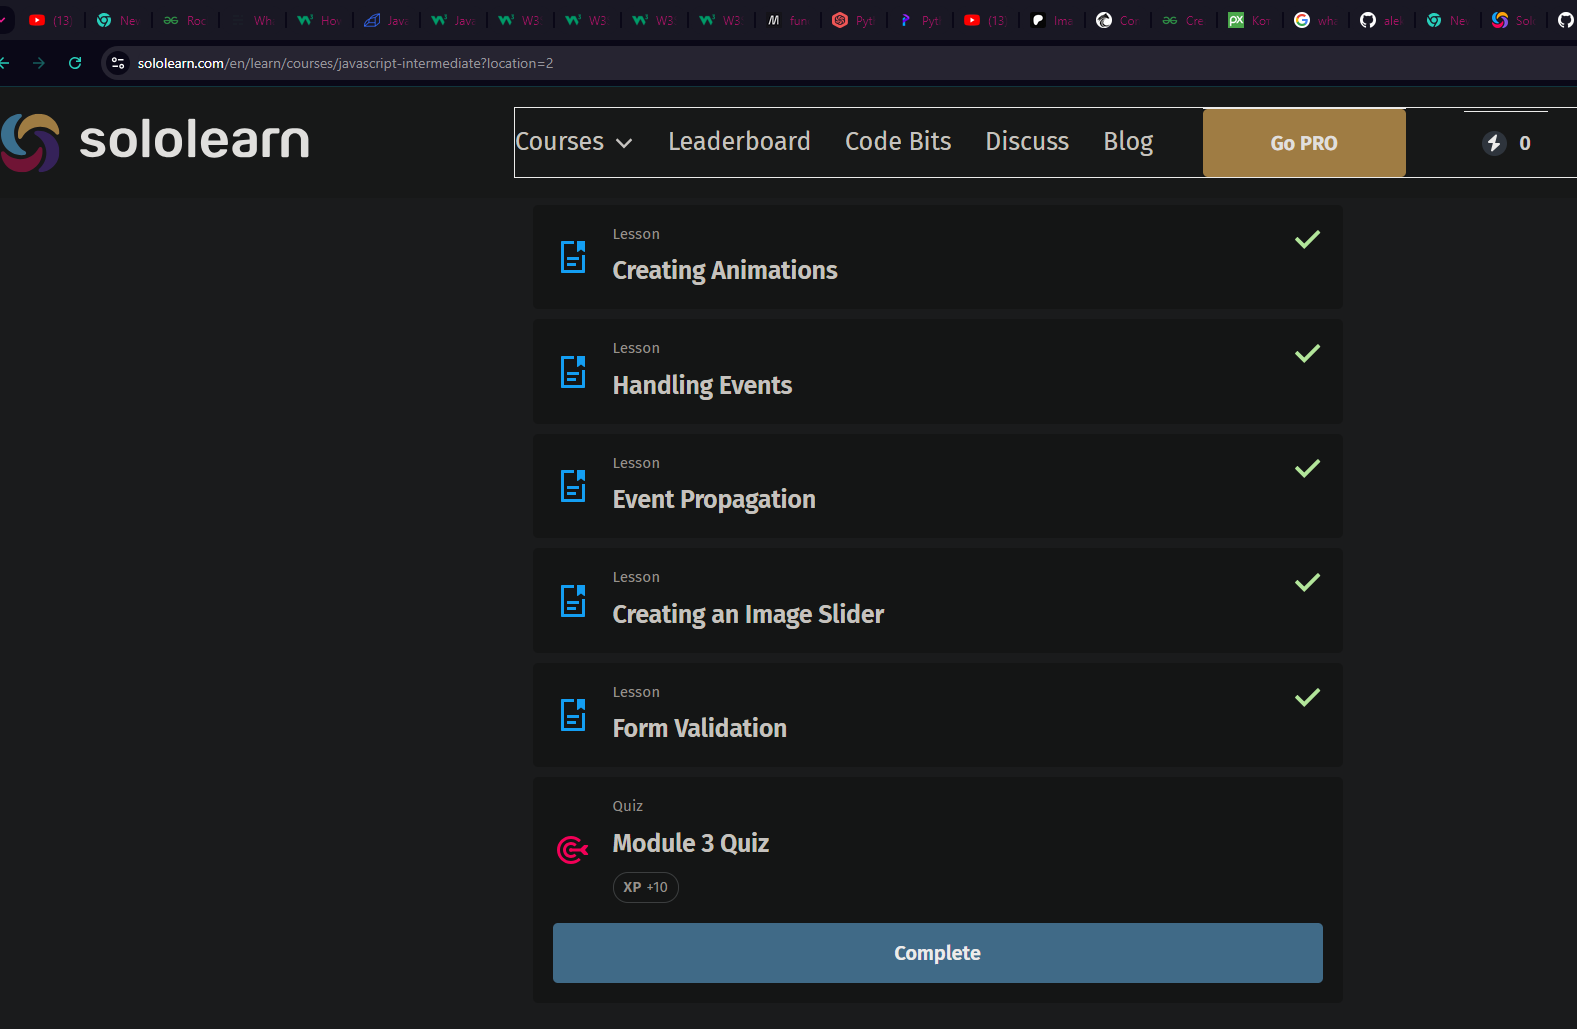 (13) Nev Roc Wh Hov Java Java W3 W3 W3 W3 fun Pyt Pyt (13) Ima Cor Cre Kot wha alel Nev Solo
sololearn.com/en/learn/courses/javascript-intermediate?location=2
sololearn Courses Leaderboard Code Bits Discuss Blog Go PRO 0
Lesson
Creating Animations
Lesson
Handling Events
Lesson
Event Propagation
Lesson
Creating an Image Slider
Lesson
Form Validation
Quiz
Module 3 Quiz
XP +10
Complete